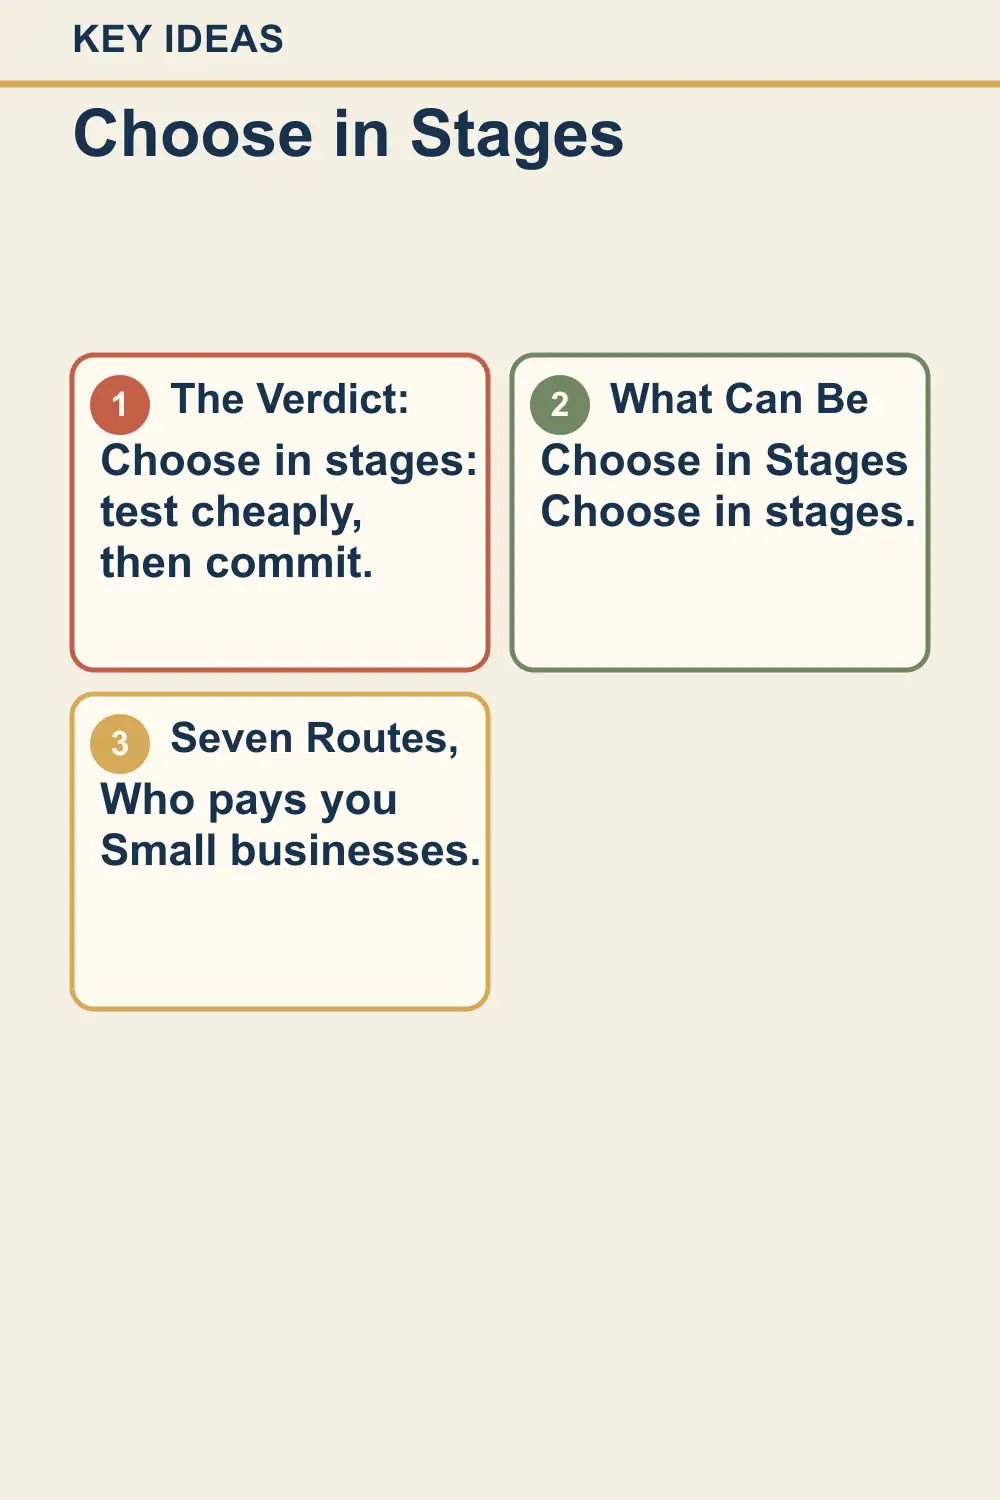 KEY IDEAS
Choose in Stages
1 The Verdict:
Choose in stages:
test cheaply,
then commit.
2 What Can Be
Choose in Stages
Choose in stages.
3 Seven Routes,
Who pays you
Small businesses.